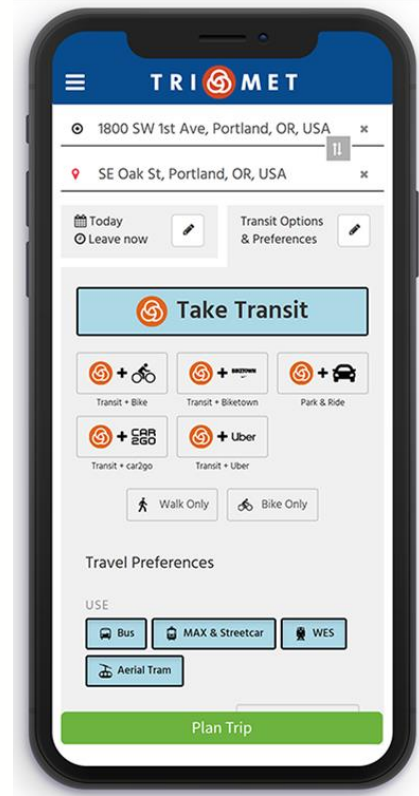 TRIMET
1800 SW 1st Ave, Portland, OR, USA
SE Oak St, Portland, OR, USA
Today
Leave now
Transit Options
& Preferences
Take Transit
+
+ BIKETOWN
+
Transit + Bike
Transit + Biketown
Park & Ride
+ CAR2GO
+ Uber
Transit + car2go
Transit + Uber
Walk Only
Bike Only
Travel Preferences
USE
Bus
MAX & Streetcar
WES
Aerial Tram
Plan Trip